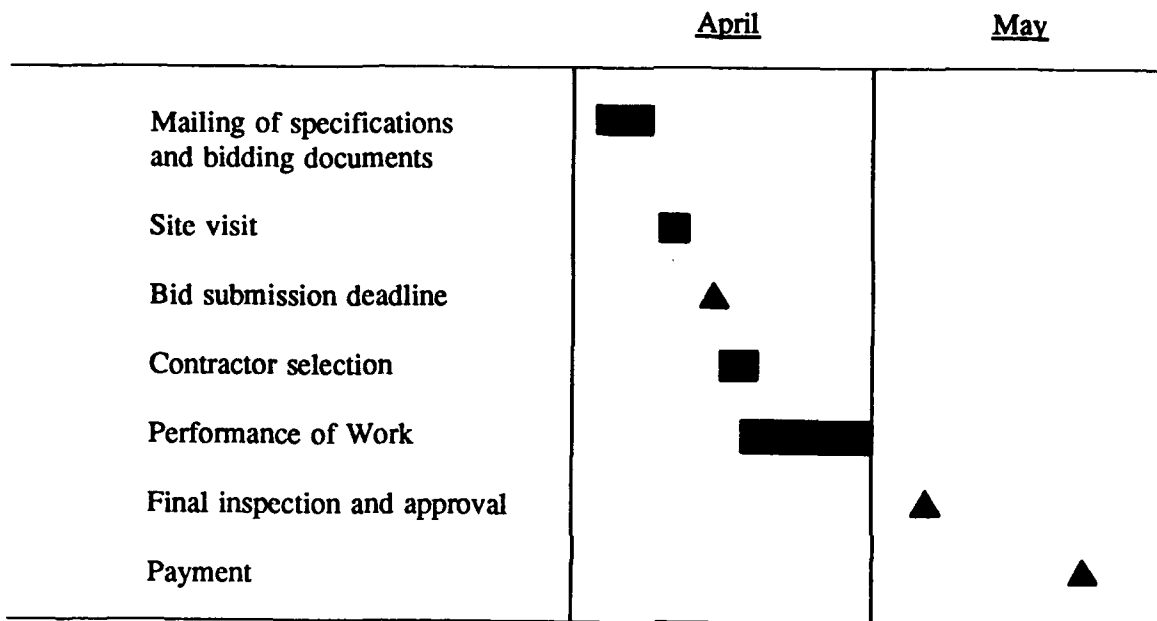 April May
Mailing of specifications
and bidding documents
Site visit
Bid submission deadline
Contractor selection
Performance of Work
Final inspection and approval
Payment